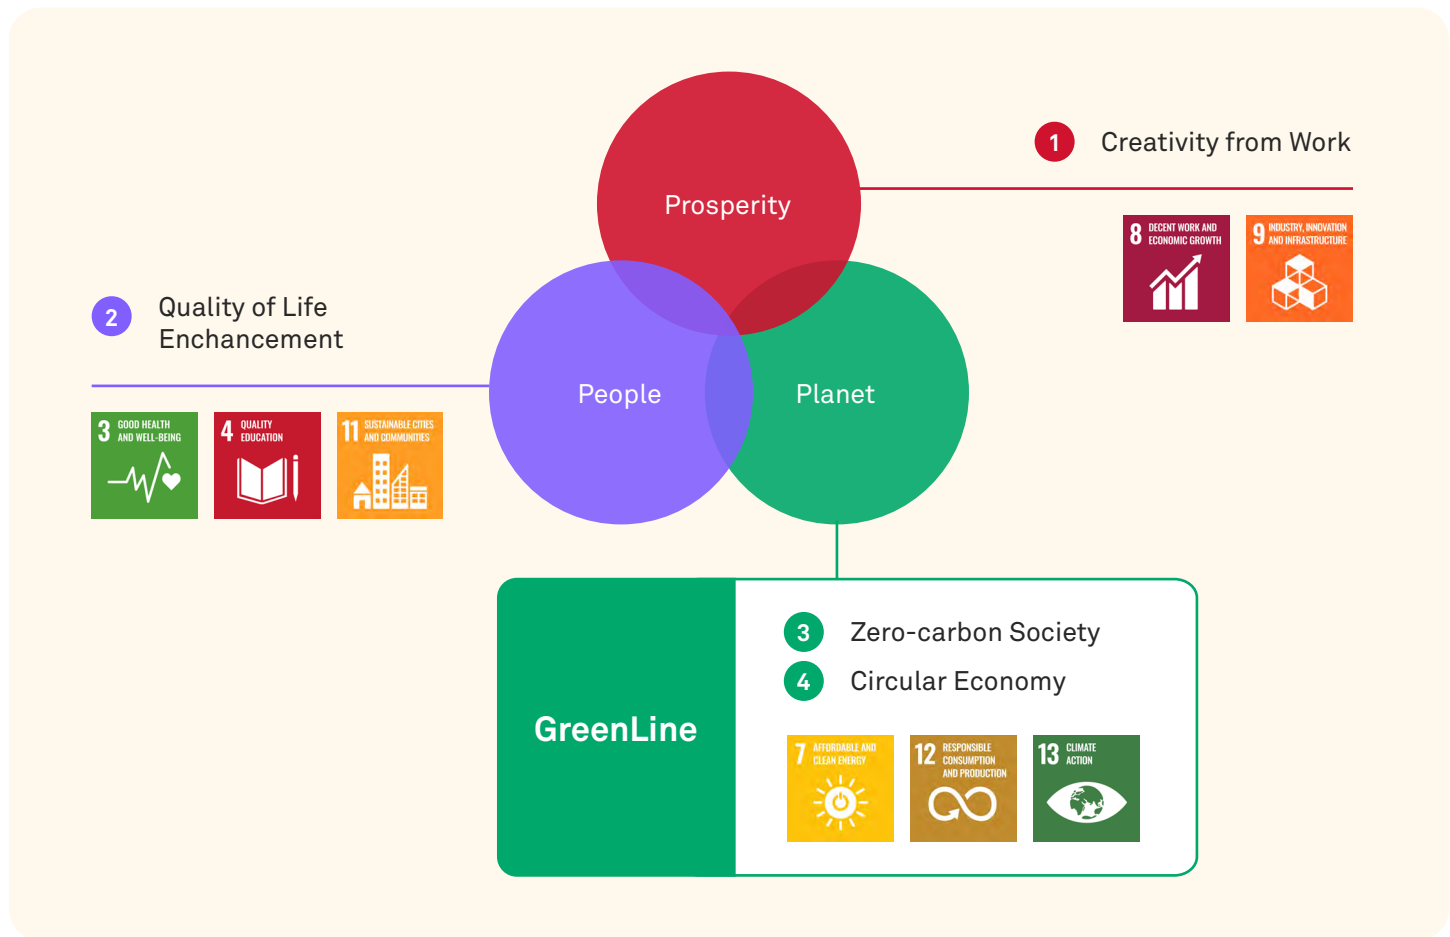 Prosperity
1 Creativity from Work
8 DECENT WORK AND
ECONOMIC GROWTH
9 INDUSTRY, INNOVATION
AND INFRASTRUCTURE
2 Quality of Life
Enchancement
People
Planet
3 GOOD HEALTH
AND WELL-BEING
4 QUALITY
EDUCATION
11 SUSTAINABLE CITIES
AND COMMUNITIES
GreenLine
3 Zero-carbon Society
4 Circular Economy
7 AFFORDABLE AND
CLEAN ENERGY
12 RESPONSIBLE
CONSUMPTION
AND PRODUCTION
13 CLIMATE
ACTION